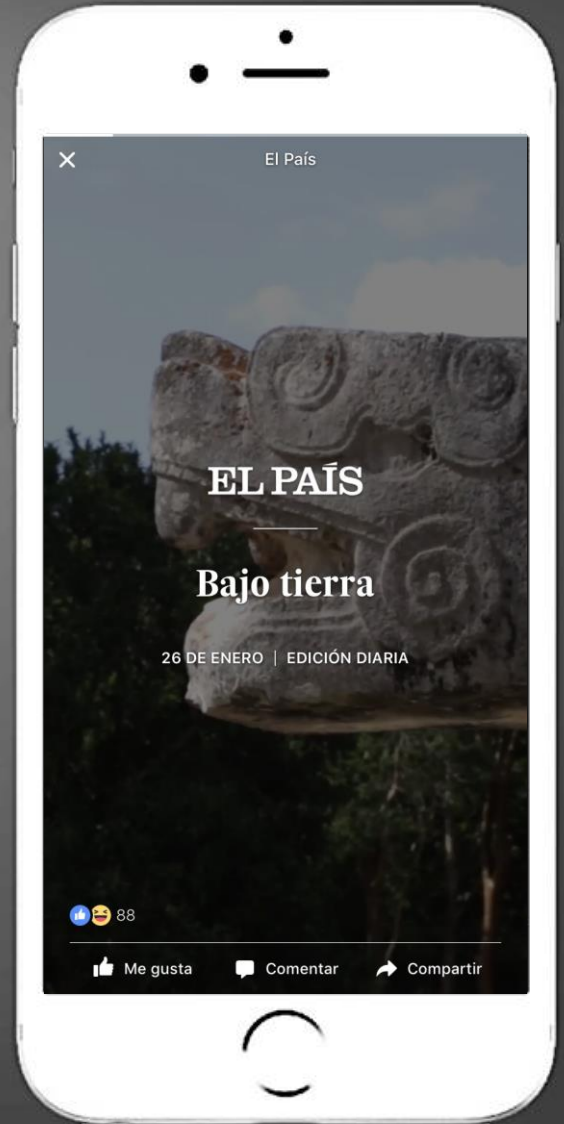 El País
EL PAÍS
Bajo tierra
26 DE ENERO | EDICIÓN DIARIA
88
Me gusta Comentar Compartir